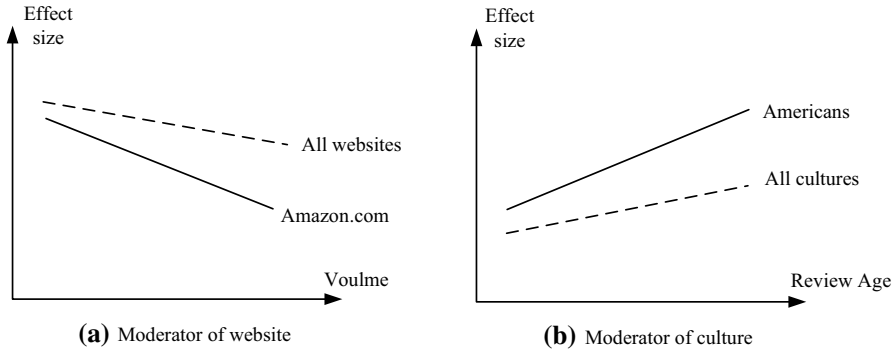 Effect
size
All websites
Amazon.com
Voulme
(a) Moderator of website
Effect
size
Americans
All cultures
Review Age
(b) Moderator of culture